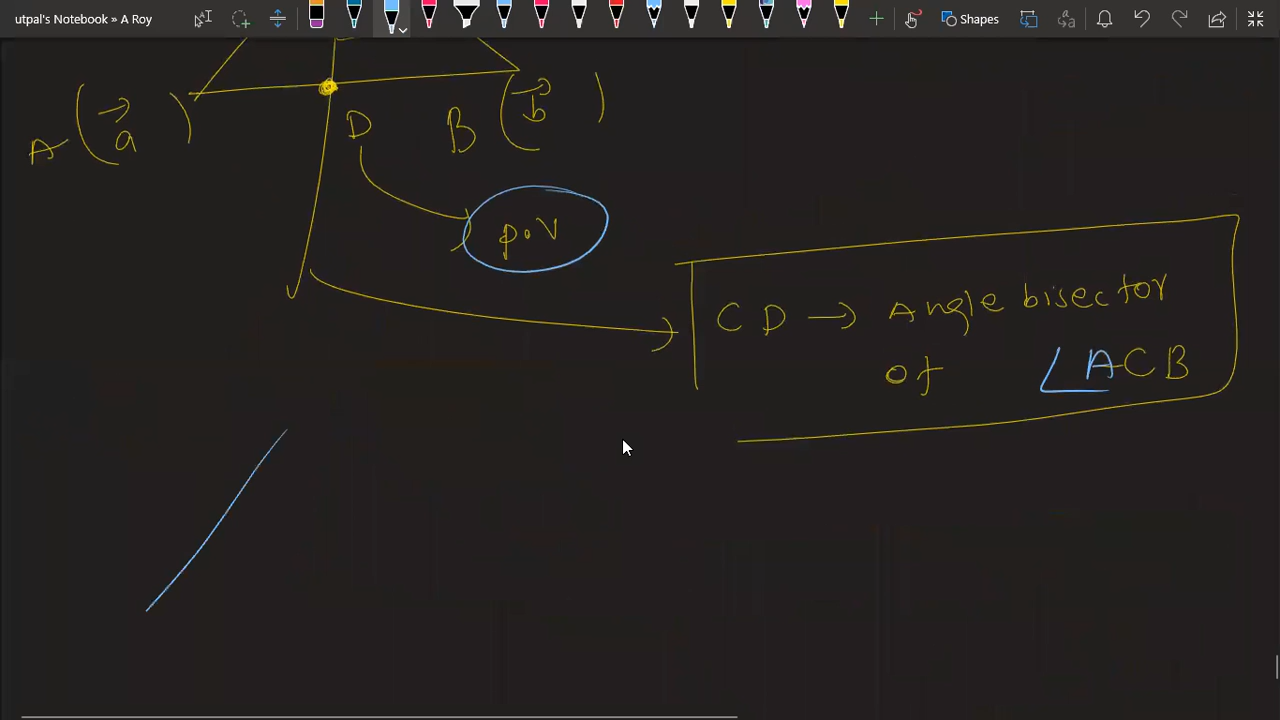 utpal's Notebook » A Roy
Shapes
A (a⃗ ) D B (b⃗ )
p.v
CD → Angle bisector
of ∠ACB